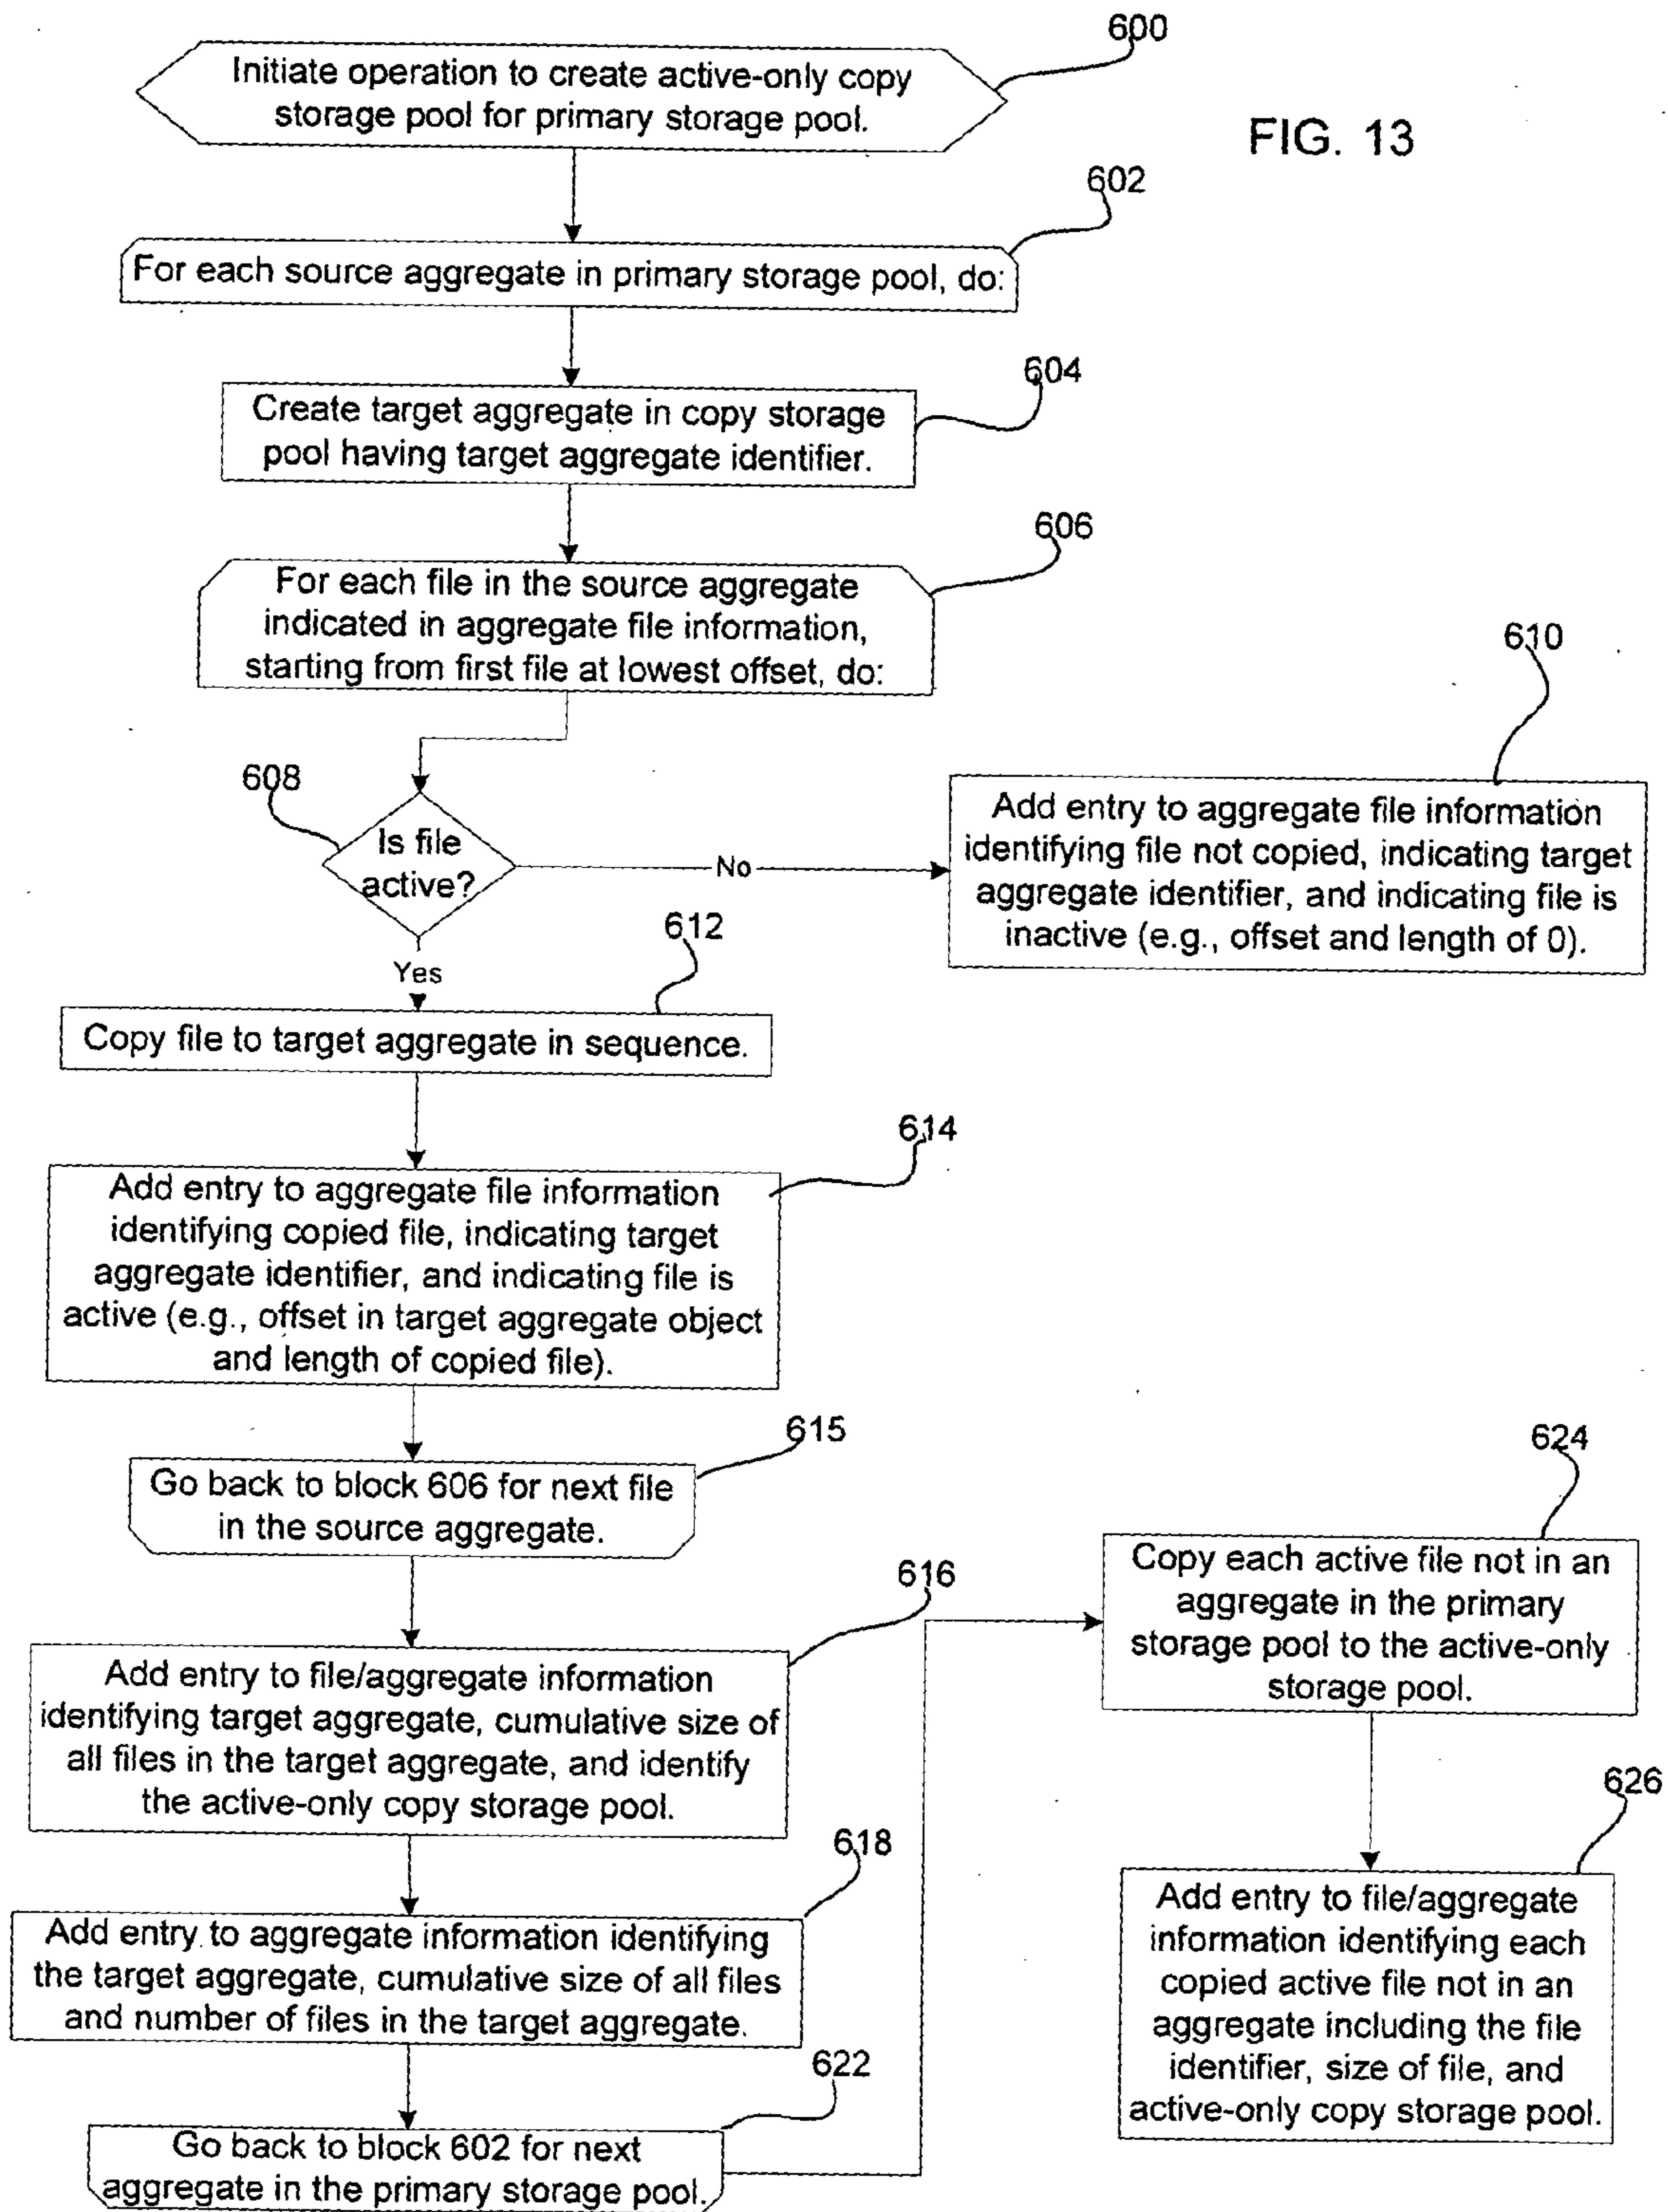 600
Initiate operation to create active-only copy
storage pool for primary storage pool.
FIG. 13
602
For each source aggregate in primary storage pool, do:
604
Create target aggregate in copy storage
pool having target aggregate identifier.
606
For each file in the source aggregate
indicated in aggregate file information,
starting from first file at lowest offset, do:
608
Is file
active?
No
610
Add entry to aggregate file information
identifying file not copied, indicating target
aggregate identifier, and indicating file is
inactive (e.g., offset and length of 0).
Yes
612
Copy file to target aggregate in sequence.
614
Add entry to aggregate file information
identifying copied file, indicating target
aggregate identifier, and indicating file is
active (e.g., offset in target aggregate object
and length of copied file).
615
Go back to block 606 for next file
in the source aggregate.
616
Add entry to file/aggregate information
identifying target aggregate, cumulative size of
all files in the target aggregate, and identify
the active-only copy storage pool.
618
Add entry to aggregate information identifying
the target aggregate, cumulative size of all files
and number of files in the target aggregate.
622
Go back to block 602 for next
aggregate in the primary storage pool.
624
Copy each active file not in an
aggregate in the primary
storage pool to the active-only
storage pool.
626
Add entry to file/aggregate
information identifying each
copied active file not in an
aggregate including the file
identifier, size of file, and
active-only copy storage pool.